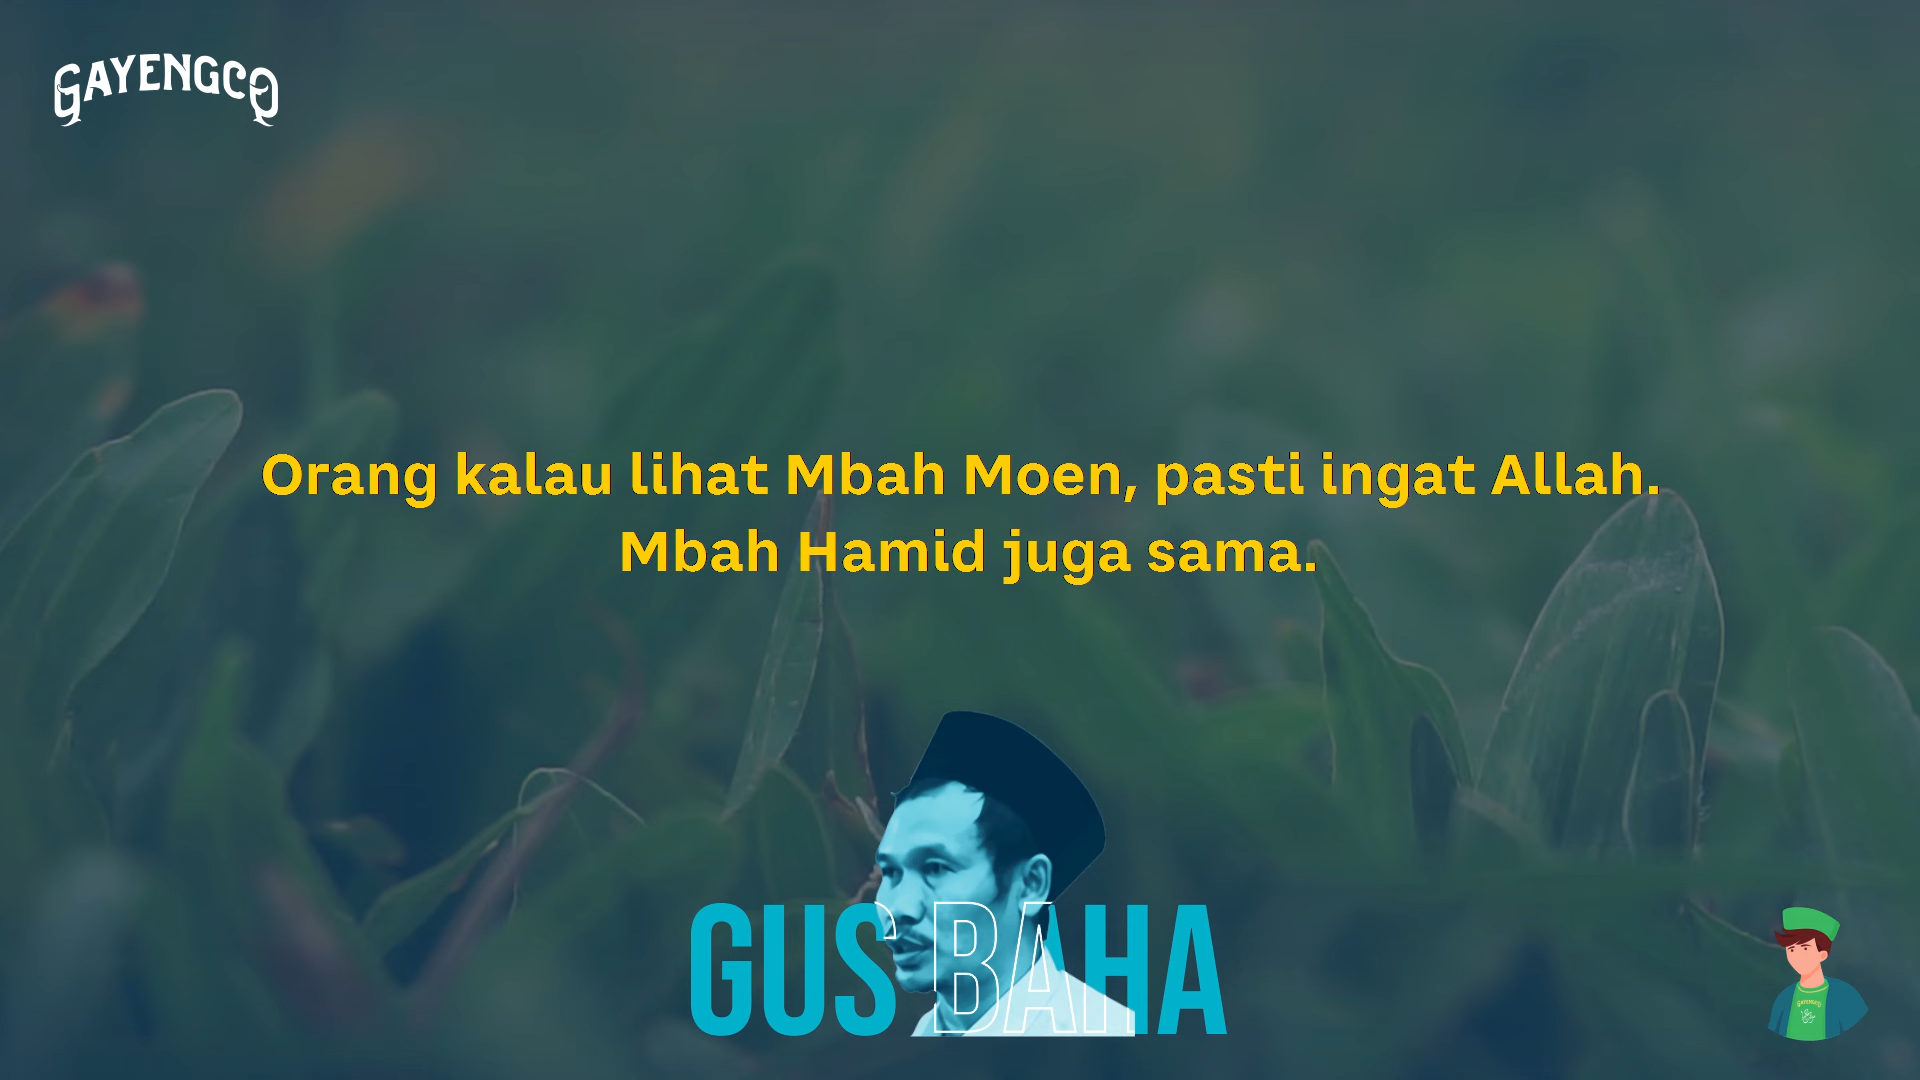 GAYENGCO
Orang kalau lihat Mbah Moen, pasti ingat Allah.
Mbah Hamid juga sama.
GUS BAHA